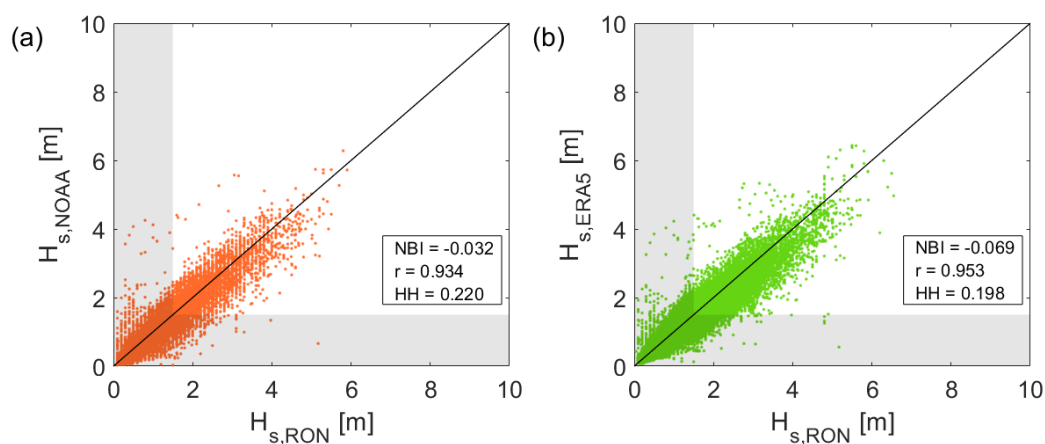 (a)
10
8
6
4
2
0
H_s,NOAA [m]
NBI = -0.032
r = 0.934
HH = 0.220
0 2 4 6 8 10
H_s,RON [m]
(b)
10
8
6
4
2
0
H_s,ERA5 [m]
NBI = -0.069
r = 0.953
HH = 0.198
0 2 4 6 8 10
H_s,RON [m]